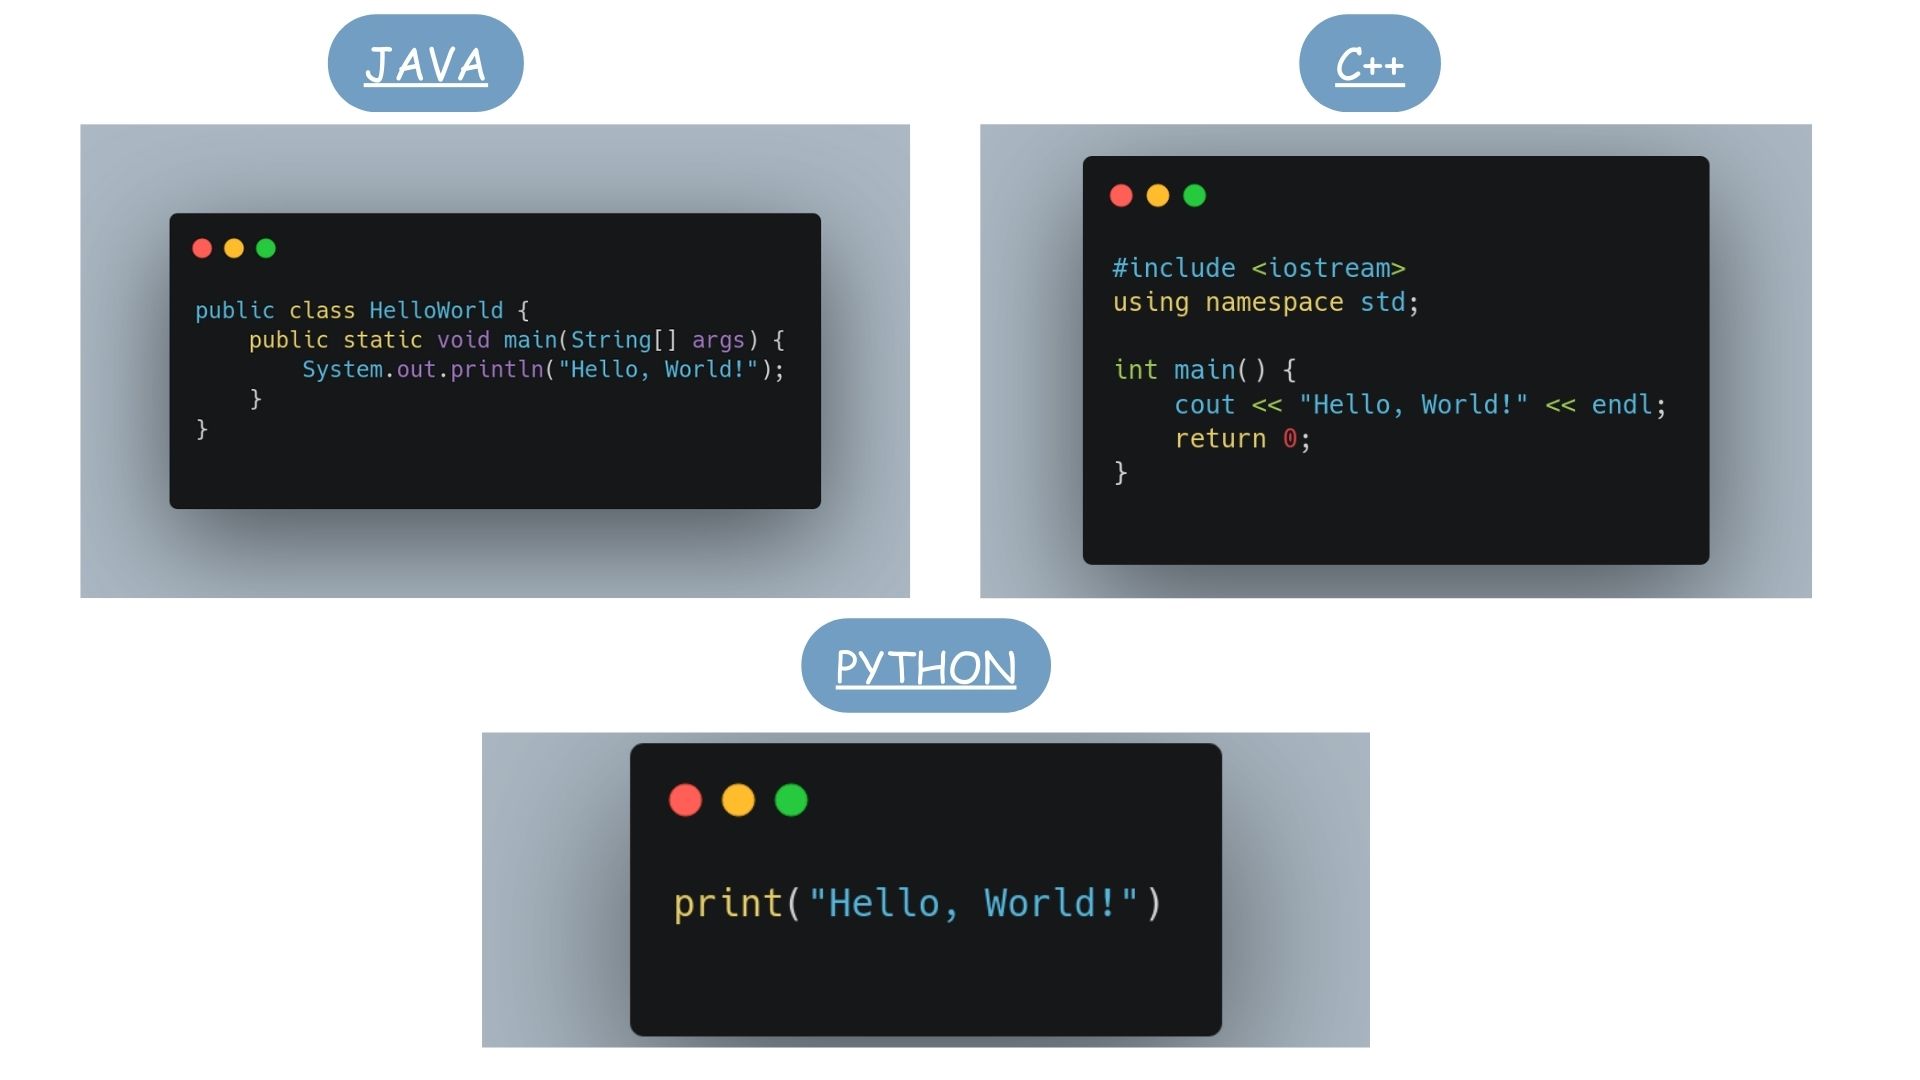 JAVA
public class HelloWorld {
    public static void main(String[] args) {
        System.out.println("Hello, World!");
    }
}
C++
#include <iostream>
using namespace std;

int main() {
    cout << "Hello, World!" << endl;
    return 0;
}
PYTHON
print("Hello, World!")